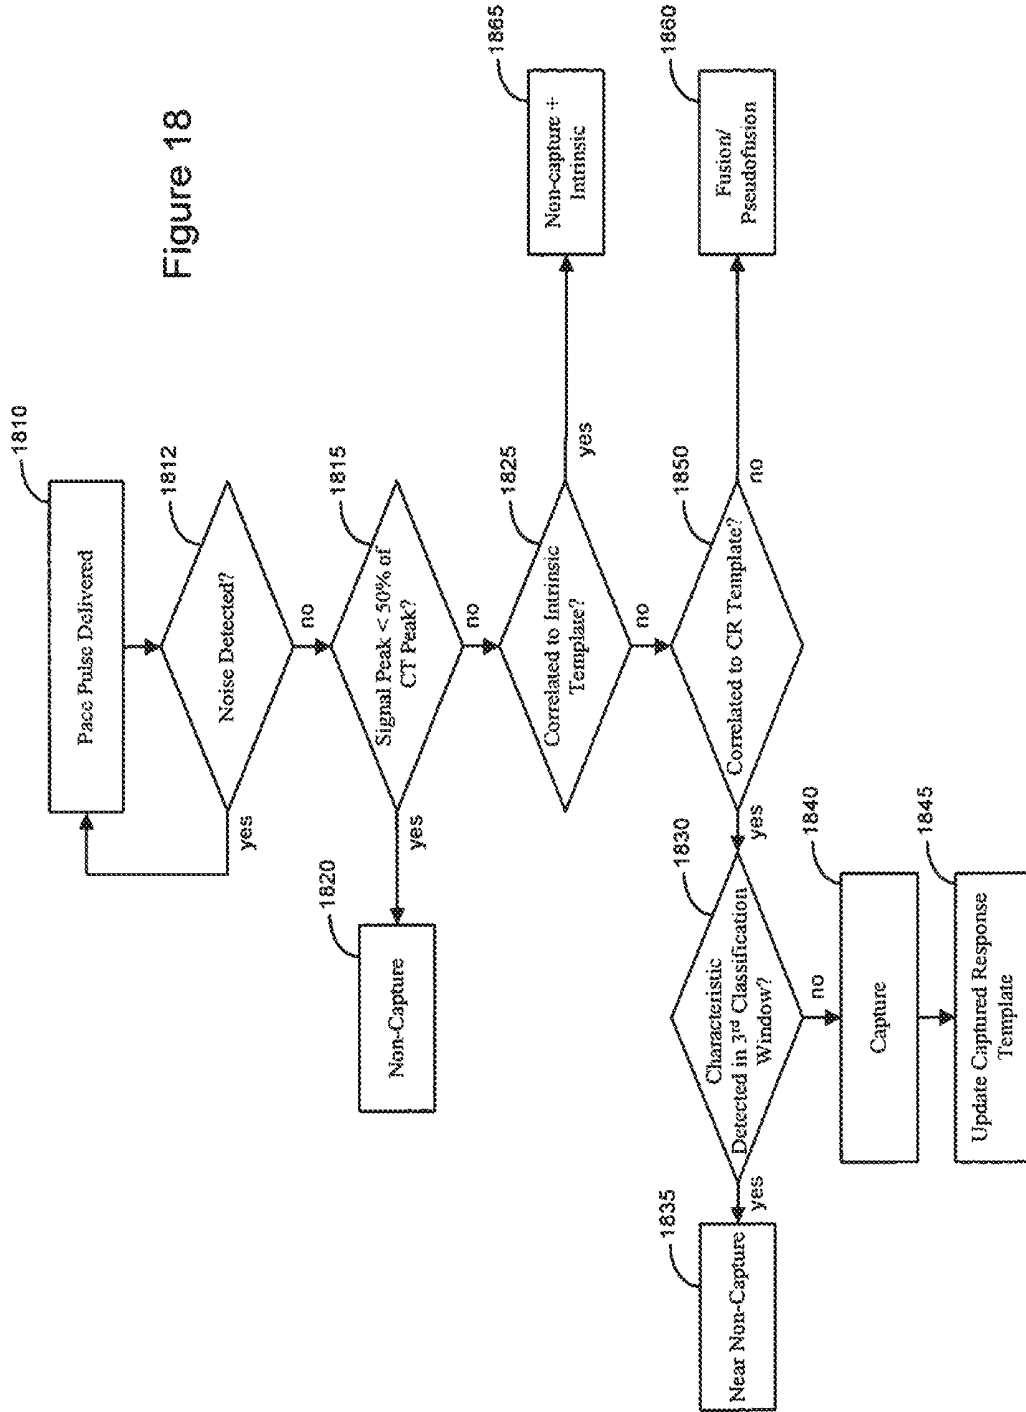 Figure 18
1810
Pace Pulse Delivered
1812
Noise Detected?
yes
no
1815
Signal Peak < 50% of
CT Peak?
yes
no
1820
Non-Capture
1825
Correlated to Intrinsic
Template?
yes
no
1865
Non-capture +
Intrinsic
1850
Correlated to CR Template?
yes
no
1860
Fusion/
Pseudofusion
1830
Characteristic
Detected in 3rd Classification
Window?
yes
no
1835
Near Non-Capture
1840
Capture
1845
Update Captured Response
Template